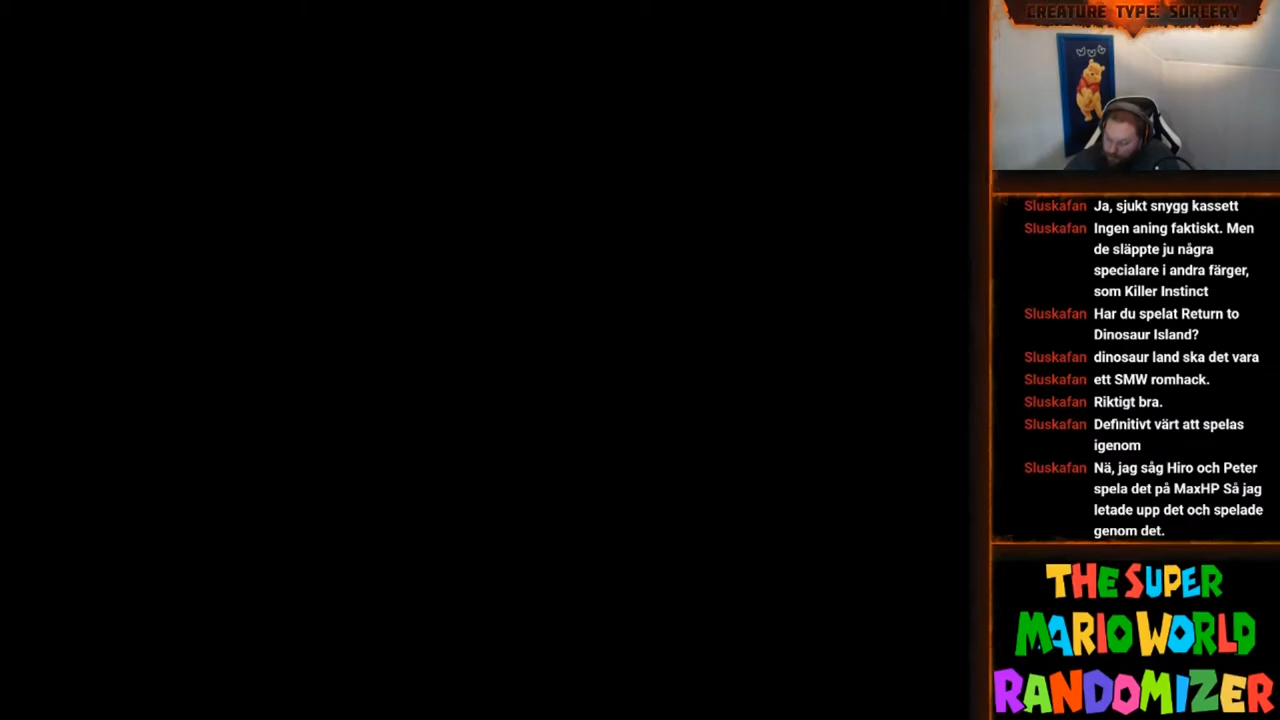 CREATURE TYPE: SORCERY
Sluskafan Ja, sjukt snygg kassett
Sluskafan Ingen aning faktiskt. Men
de släppte ju några
specialare i andra färger,
som Killer Instinct
Sluskafan Har du spelat Return to
Dinosaur Island?
Sluskafan dinosaur land ska det vara
Sluskafan ett SMW romhack.
Sluskafan Riktigt bra.
Sluskafan Definitivt värt att spelas
igenom
Sluskafan Nä, jag såg Hiro och Peter
spela det på MaxHP Så jag
letade upp det och spelade
genom det.
THE SUPER
MARIO WORLD
RANDOMIZER